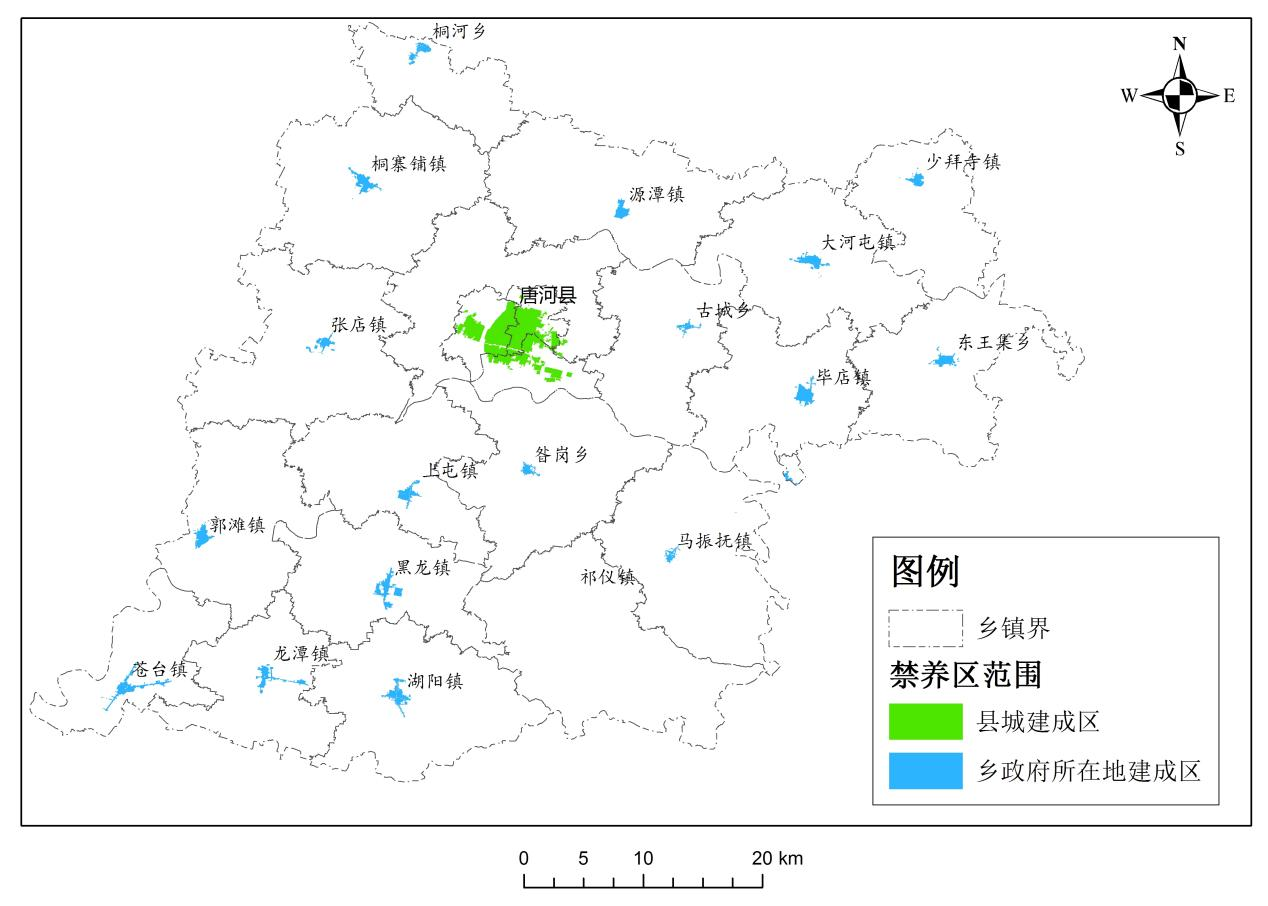 桐河乡
N
W
E
S
桐寨铺镇
少拜寺镇
源潭镇
大河屯镇
唐河县
古城乡
张店镇
东王集乡
毕店镇
昝岗乡
上屯镇
郭滩镇
马振抚镇
黑龙镇
祁仪镇
龙潭镇
苍台镇
湖阳镇
图例
乡镇界
禁养区范围
县城建成区
乡政府所在地建成区
0 5 10 20 km